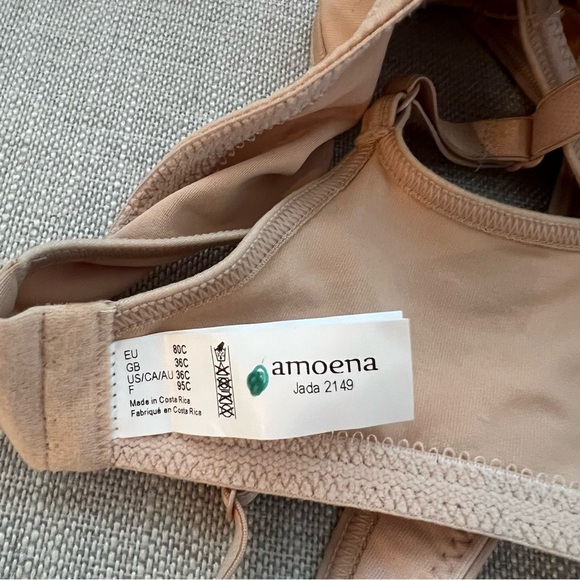 EU 80C
GB 36C
US/CA/AU 36C
F 95C
Made in Costa Rica
Fabriqué en Costa Rica
amoena
Jada 2149